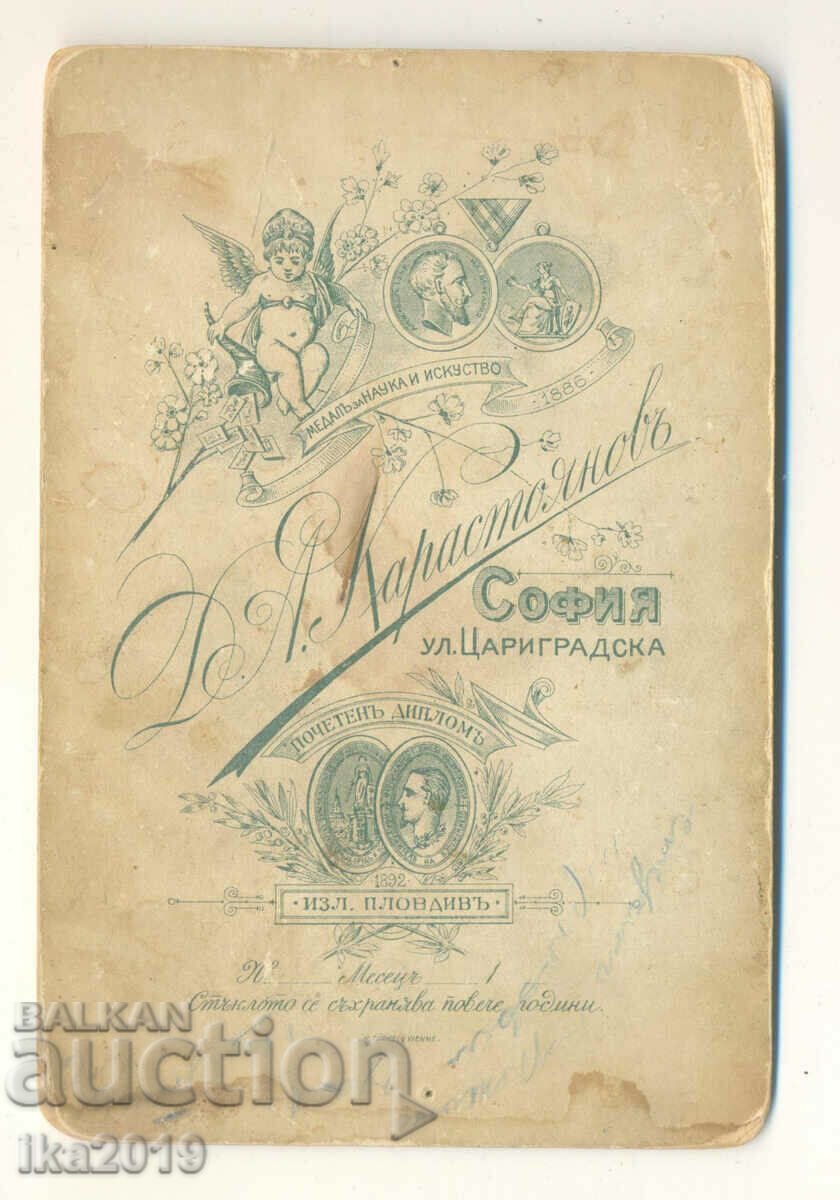 МЕДАЛЪ ЗА НАУКА И ИСКУСТВО
1886
Д. А. Карастояновъ
СОФИЯ
УЛ. ЦАРИГРАДСКА
ПОЧЕТЕНЪ ДИПЛОМЪ
1892
· ИЗЛ. ПЛОВДИВЪ ·
№ Месецъ 1
Стъклото се съхранява повече години.
BALKAN
auction
ika2019